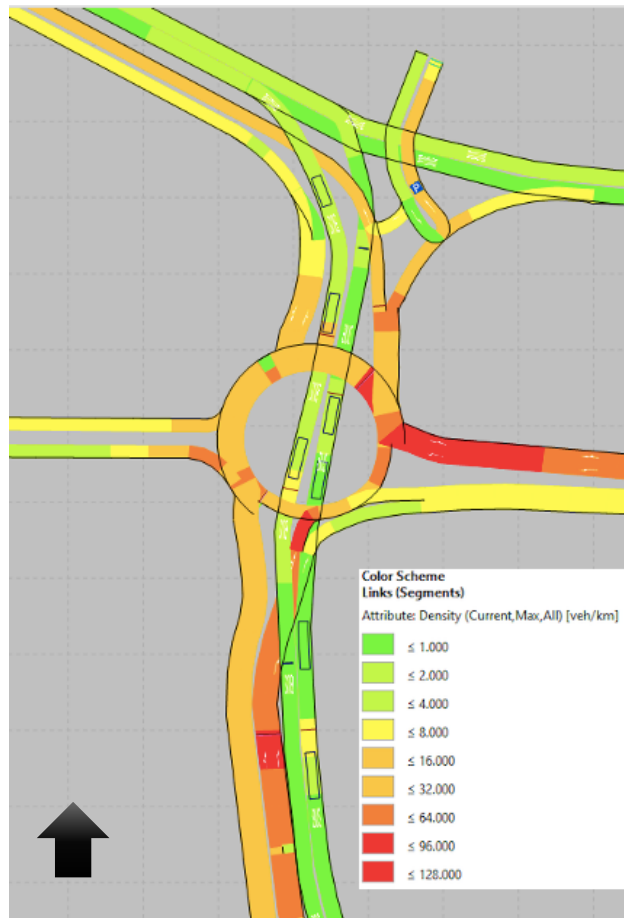 P
Color Scheme
Links (Segments)
Attribute: Density (Current,Max,All) [veh/km]
≤ 1.000
≤ 2.000
≤ 4.000
≤ 8.000
≤ 16.000
≤ 32.000
≤ 64.000
≤ 96.000
≤ 128.000